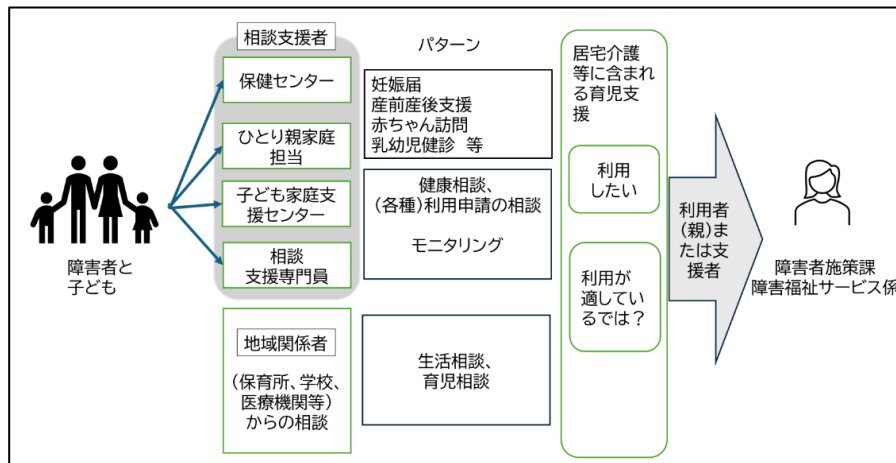 相談支援者
保健センター
ひとり親家庭
担当
子ども家庭支
援センター
相談
支援専門員
障害者と
子ども
地域関係者
(保育所、学校、
医療機関等)
からの相談
パターン
妊娠届
産前産後支援
赤ちゃん訪問
乳幼児健診 等
健康相談、
(各種)利用申請の相談
モニタリング
生活相談、
育児相談
居宅介護
等に含まれ
る育児支
援
利用
したい
利用が
適してい
るでは?
利用者
(親)ま
たは支
援者
障害者施策課
障害福祉サービス係